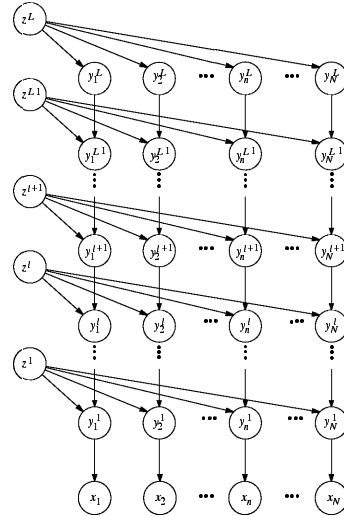 z^L
y_1^L y_2^L ... y_n^L ... y_N^L
z^{L 1}
y_1^{L 1} y_2^{L 1} ... y_n^{L 1} ... y_N^{L 1}
z^{l+1}
y_1^{l+1} y_2^{l+1} ... y_n^{l+1} ... y_N^{l+1}
z^l
y_1^l y_2^l ... y_n^l ... y_N^l
z^1
y_1^1 y_2^1 ... y_n^1 ... y_N^1
x_1 x_2 ... x_n ... x_N